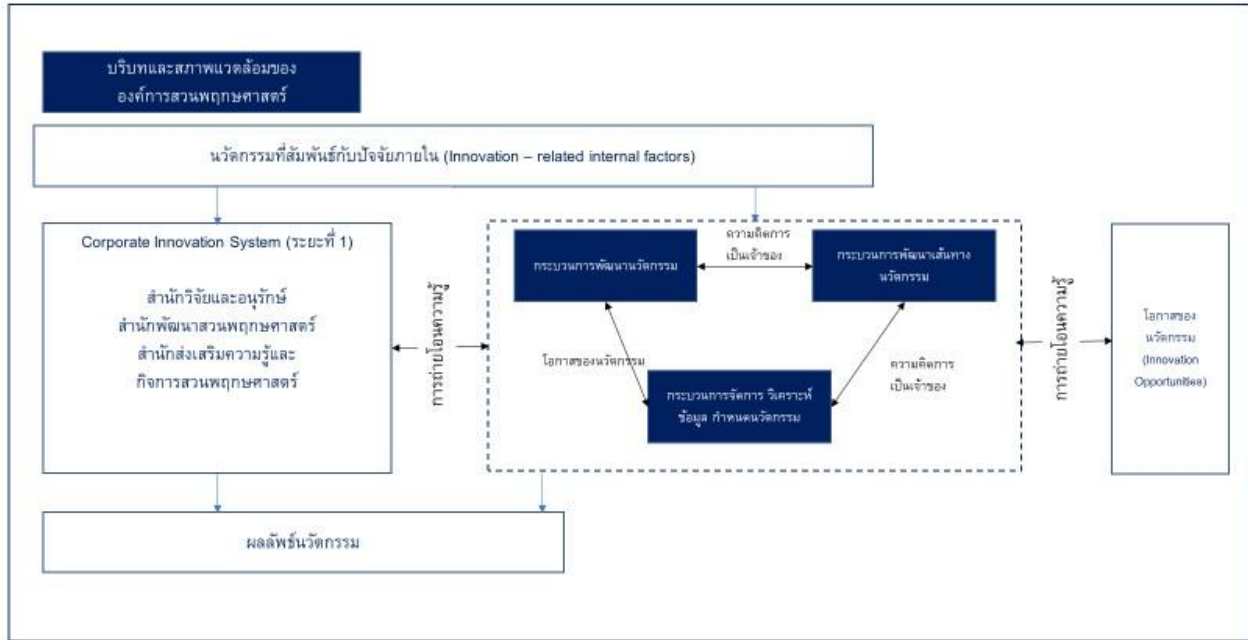 บริบทและสภาพแวดล้อมของ
องค์การสวนพฤกษศาสตร์
นวัตกรรมที่สัมพันธ์กับปัจจัยภายใน (Innovation – related internal factors)
Corporate Innovation System (ระยะที่ 1)
สำนักวิจัยและอนุรักษ์
สำนักพัฒนาสวนพฤกษศาสตร์
สำนักส่งเสริมความรู้และ
กิจการสวนพฤกษศาสตร์
การถ่ายโอนความรู้
กระบวนการพัฒนานวัตกรรม
ความคิดการ
เป็นเจ้าของ
กระบวนการพัฒนาเส้นทาง
นวัตกรรม
โอกาสของนวัตกรรม
ความคิดการ
เป็นเจ้าของ
กระบวนการจัดการ วิเคราะห์
ข้อมูล กำหนดนวัตกรรม
การถ่ายโอนความรู้
โอกาสของ
นวัตกรรม
(Innovation
Opportunities)
ผลลัพธ์นวัตกรรม